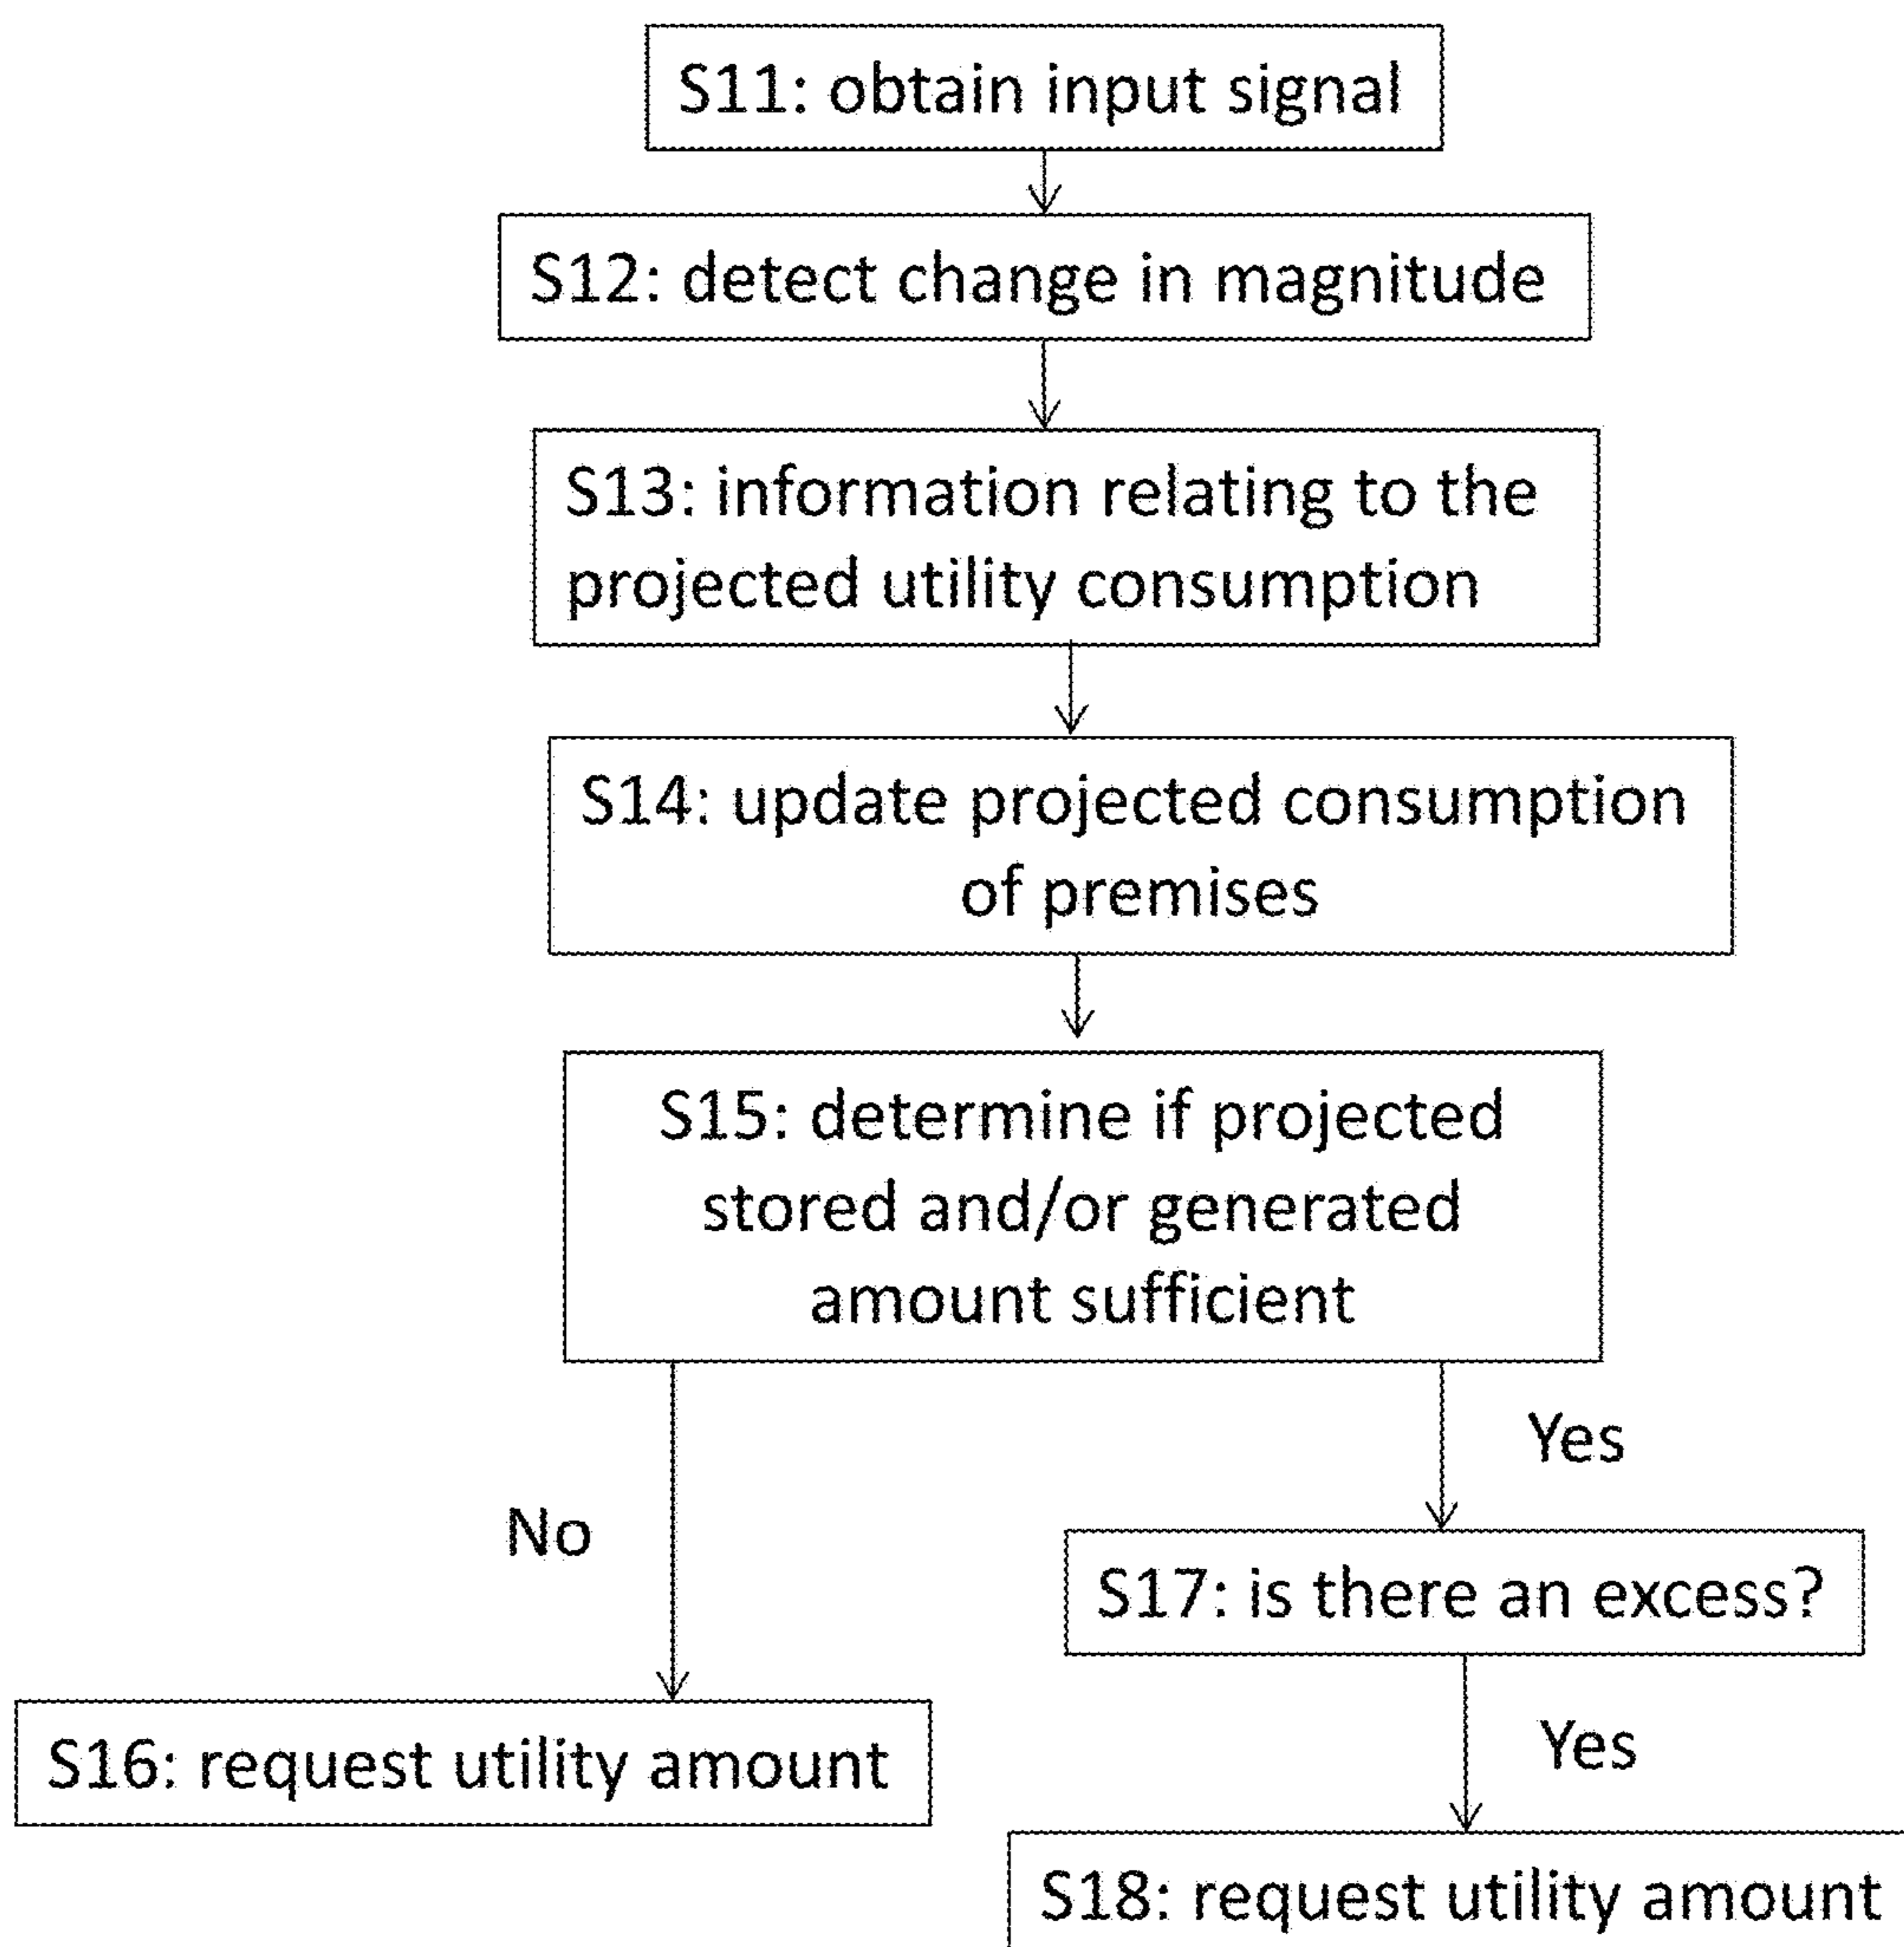 S11: obtain input signal
S12: detect change in magnitude
S13: information relating to the
projected utility consumption
S14: update projected consumption
of premises
S15: determine if projected
stored and/or generated
amount sufficient
Yes
No
S17: is there an excess?
S16: request utility amount
Yes
S18: request utility amount